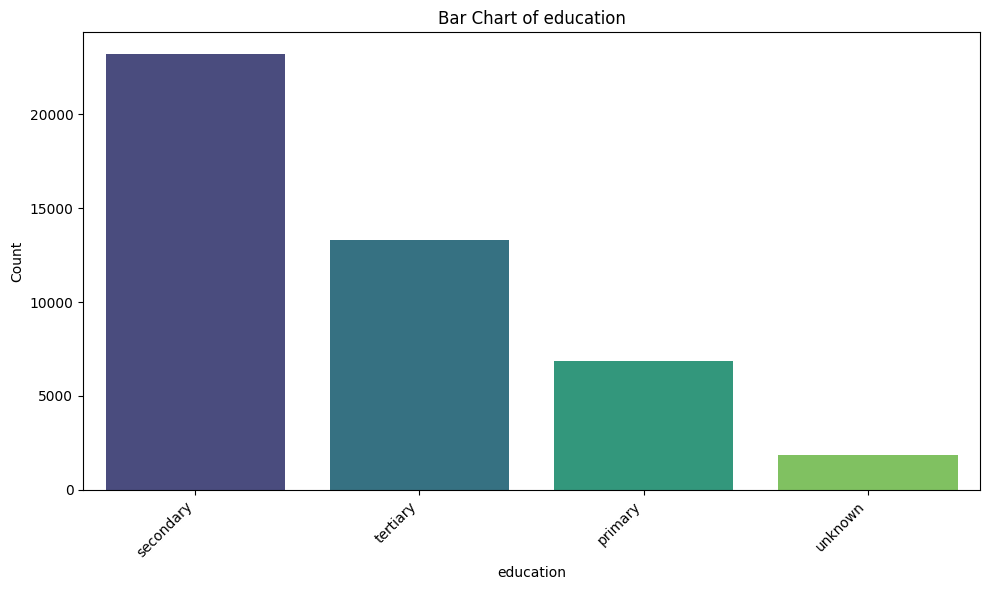 Bar Chart of education
Count
20000
15000
10000
5000
0
secondary
tertiary
primary
unknown
education